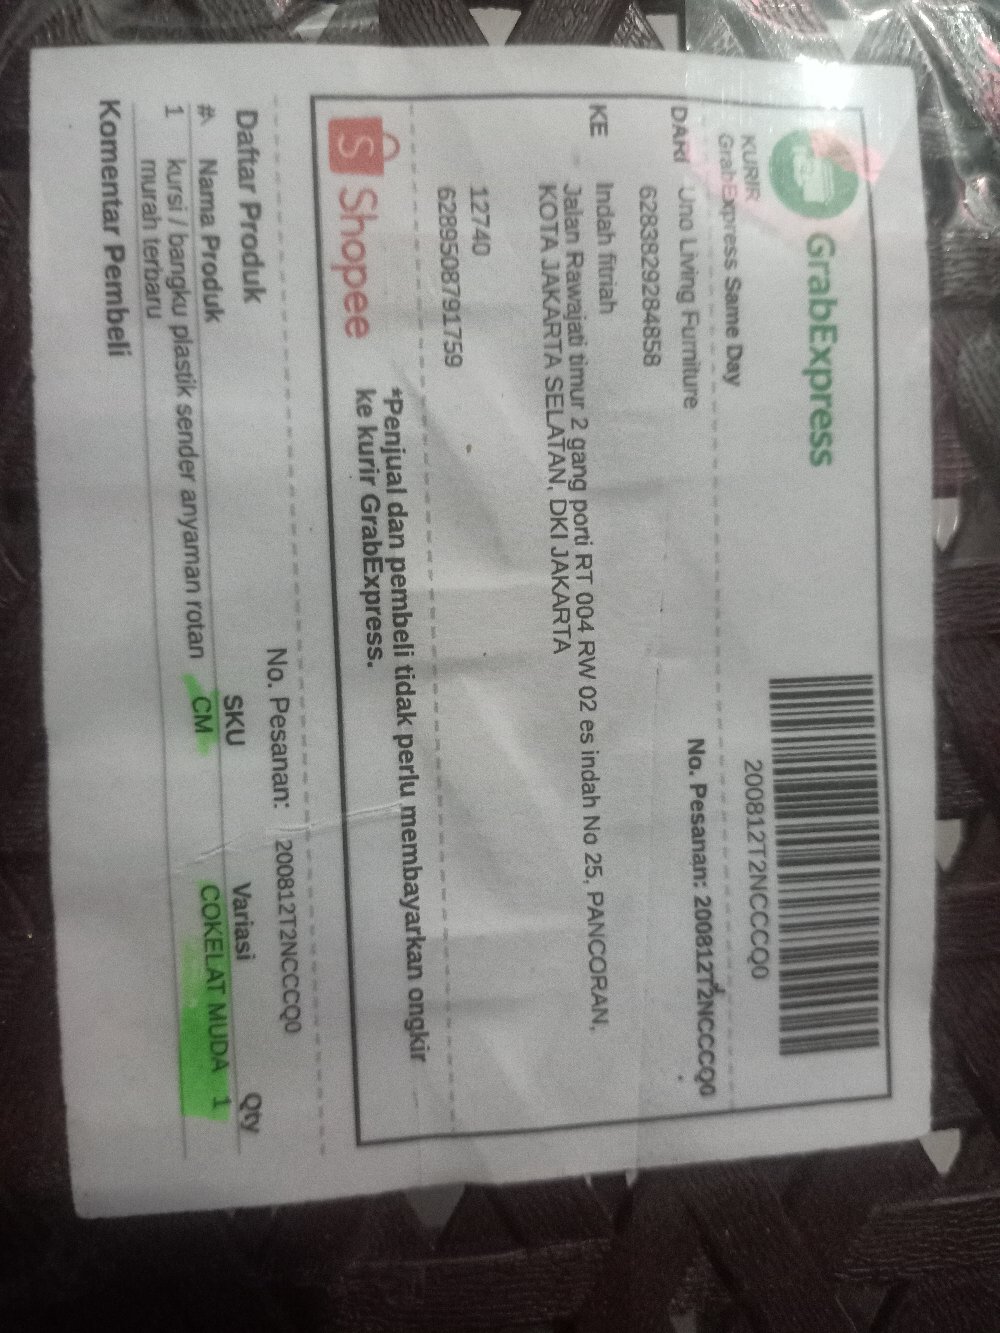 GrabExpress
200812T2NCCCQ0
KURIR
GrabExpress Same Day
No. Pesanan: 200812T2NCCCQ0
DARI Uno Living Furniture
6283829284858
KE Indah fitriah
Jalan Rawajati timur 2 gang porti RT 004 RW 02 es indah No 25, PANCORAN,
KOTA JAKARTA SELATAN, DKI JAKARTA
12740
6289508791759
Shopee
*Penjual dan pembeli tidak perlu membayarkan ongkir
ke kurir GrabExpress.
No. Pesanan: 200812T2NCCCQ0
Daftar Produk
# Nama Produk SKU Variasi Qty
1 kursi / bangku plastik sender anyaman rotan CM COKELAT MUDA 1
murah terbaru
Komentar Pembeli